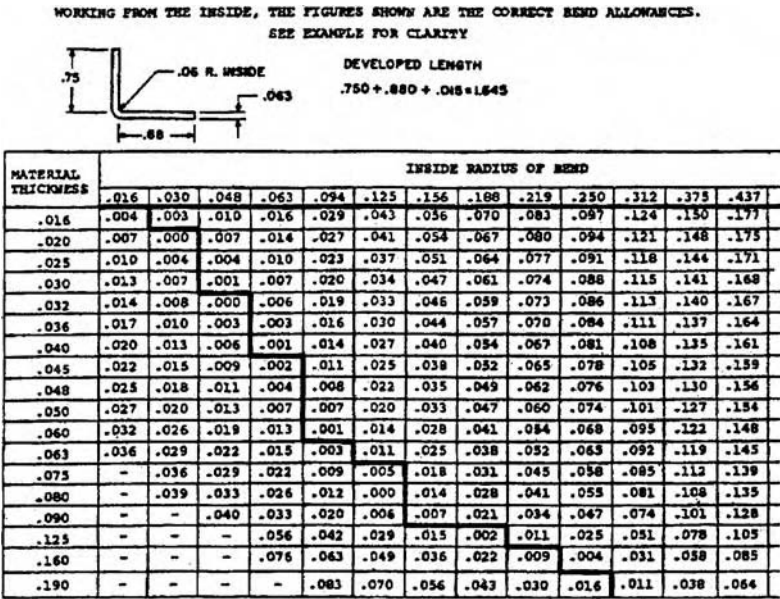 WORKING FROM THE INSIDE, THE FIGURES SHOWN ARE THE CORRECT BEND ALLOWANCES.
SEE EXAMPLE FOR CLARITY
.75
.06 R. INSIDE
.063
.88
DEVELOPED LENGTH
.750 + .880 + .015 = 1.645
MATERIAL THICKNESS
INSIDE RADIUS OF BEND
.016 .030 .048 .063 .094 .125 .156 .188 .219 .250 .312 .375 .437
.016 .004 .003 .010 .016 .029 .043 .056 .070 .083 .097 .124 .150 .177
.020 .007 .000 .007 .014 .027 .041 .054 .067 .080 .094 .121 .148 .175
.025 .010 .004 .004 .010 .023 .037 .051 .064 .077 .091 .118 .144 .171
.030 .013 .007 .001 .007 .020 .034 .047 .061 .074 .088 .115 .141 .168
.032 .014 .008 .000 .006 .019 .033 .046 .059 .073 .086 .113 .140 .167
.036 .017 .010 .003 .003 .016 .030 .044 .057 .070 .084 .111 .137 .164
.040 .020 .013 .006 .001 .014 .027 .040 .054 .067 .081 .108 .135 .161
.045 .022 .015 .009 .002 .011 .025 .038 .052 .065 .078 .105 .132 .159
.048 .025 .018 .011 .004 .008 .022 .035 .049 .062 .076 .103 .130 .156
.050 .027 .020 .013 .007 .007 .020 .033 .047 .060 .074 .101 .127 .154
.060 .032 .026 .019 .013 .001 .014 .028 .041 .054 .068 .095 .122 .148
.063 .036 .029 .022 .015 .003 .011 .025 .038 .052 .065 .092 .119 .145
.075 - .036 .029 .022 .009 .005 .018 .031 .045 .058 .085 .112 .139
.080 - .039 .033 .026 .012 .000 .014 .028 .041 .055 .081 .108 .135
.090 - - .040 .033 .020 .006 .007 .021 .034 .047 .074 .101 .128
.125 - - - .056 .042 .029 .015 .002 .011 .025 .051 .078 .105
.160 - - - .076 .063 .049 .036 .022 .009 .004 .031 .058 .085
.190 - - - - .083 .070 .056 .043 .030 .016 .011 .038 .064